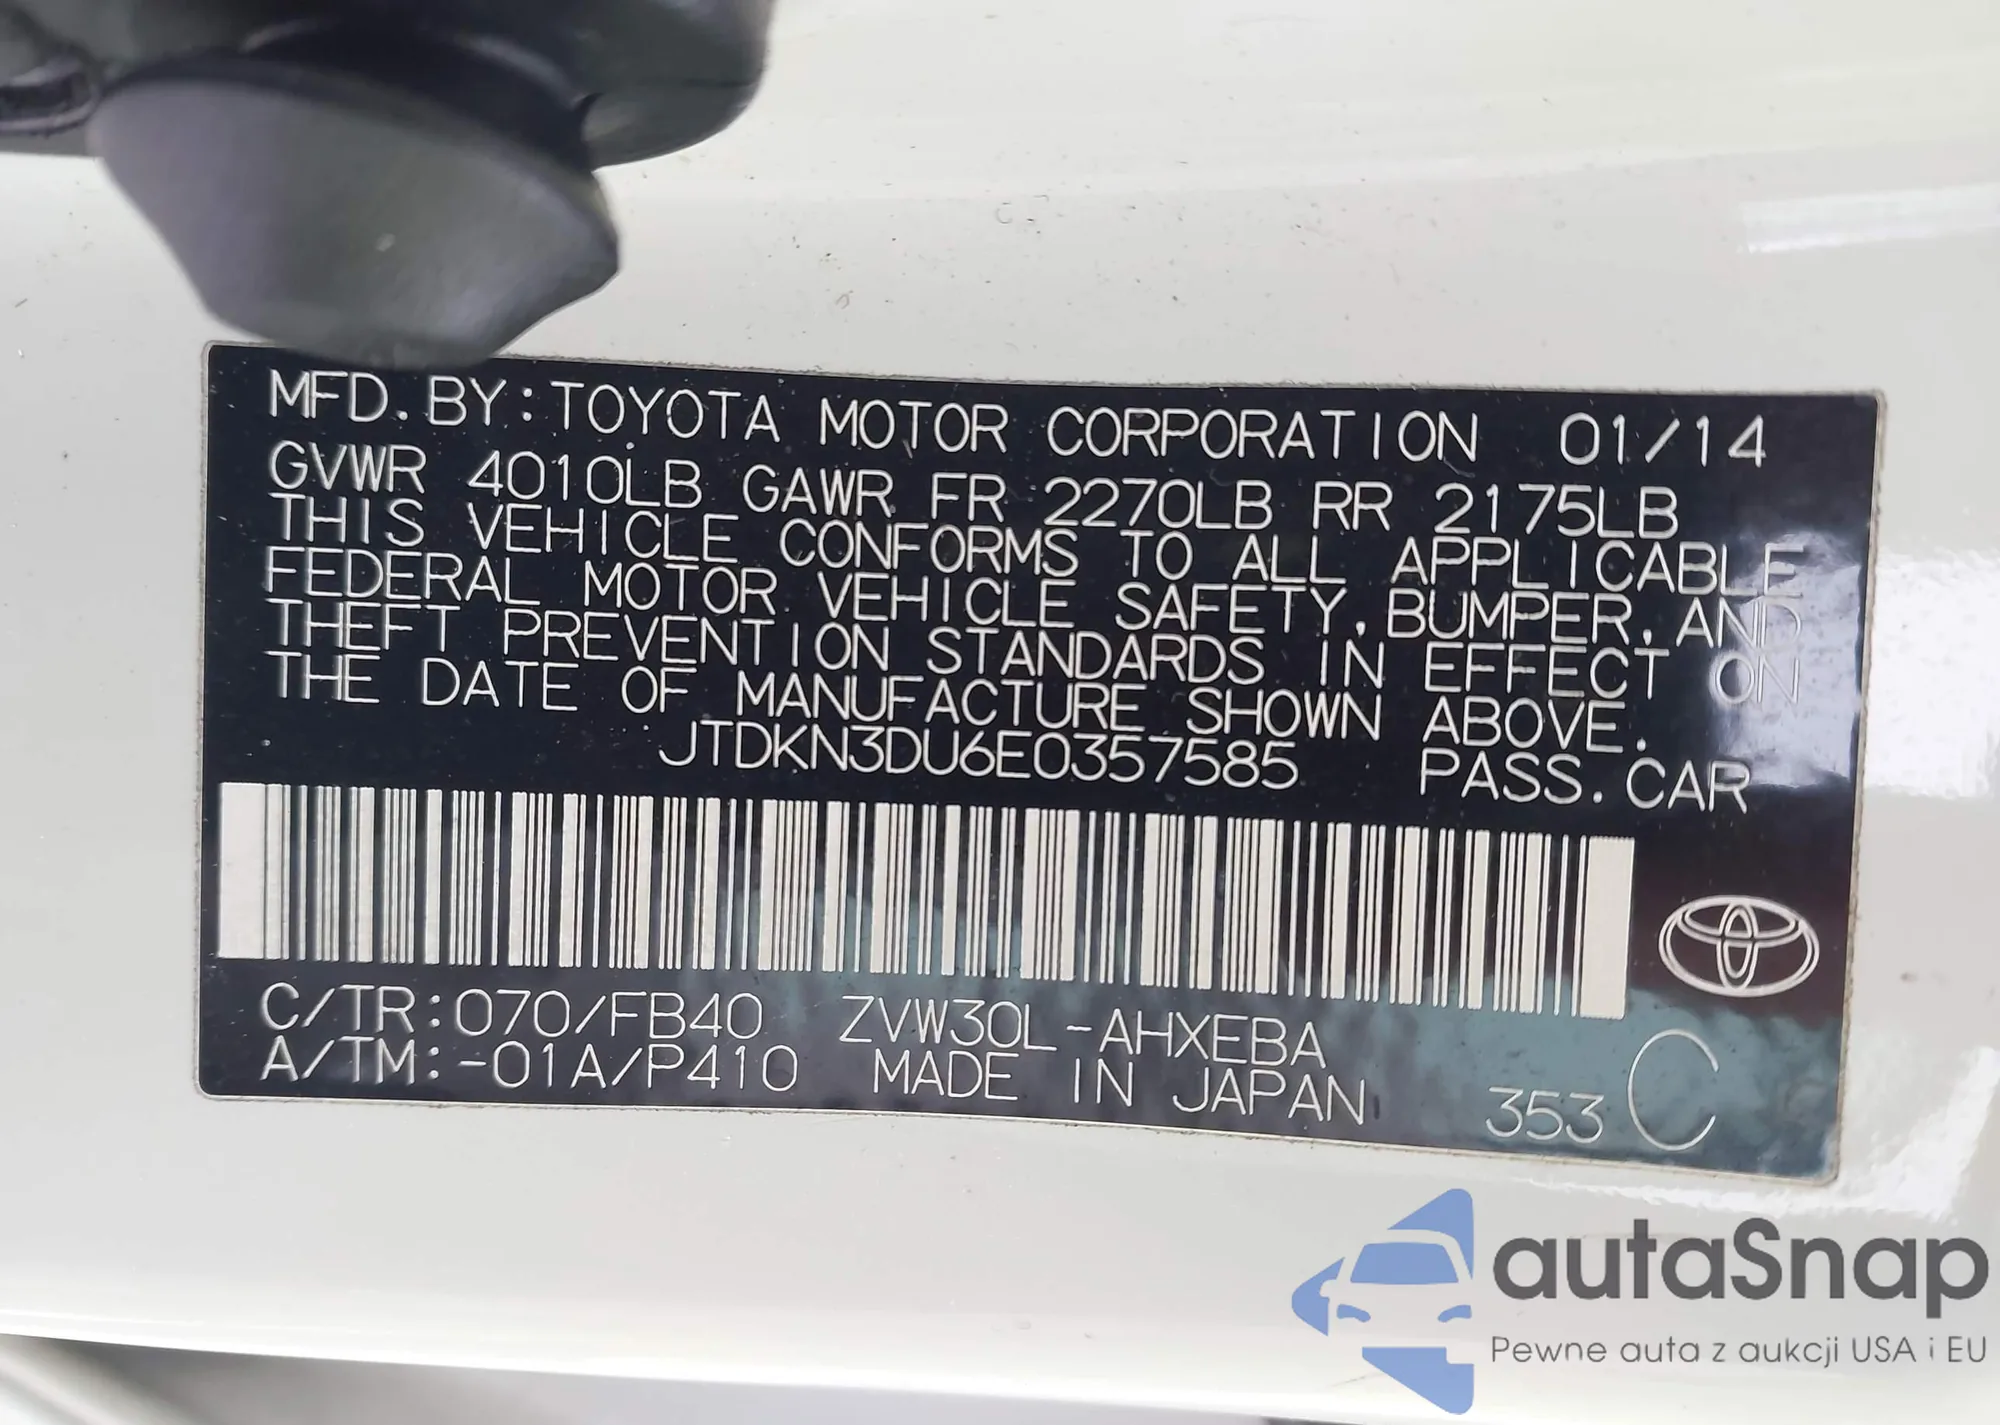 MFD. BY: TOYOTA MOTOR CORPORATION 01/14
GVWR 4010LB GAWR FR 2270LB RR 2175LB
THIS VEHICLE CONFORMS TO ALL APPLICABLE
FEDERAL MOTOR VEHICLE SAFETY, BUMPER, AND
THEFT PREVENTION STANDARDS IN EFFECT ON
THE DATE OF MANUFACTURE SHOWN ABOVE.
JTDKN3DU6E0357585 PASS. CAR
C/TR: 070/FB40 ZVW30L-AHXEBA
A/TM: -01A/P410 MADE IN JAPAN 353 C
autaSnap
Pewne auta z aukcji USA i EU